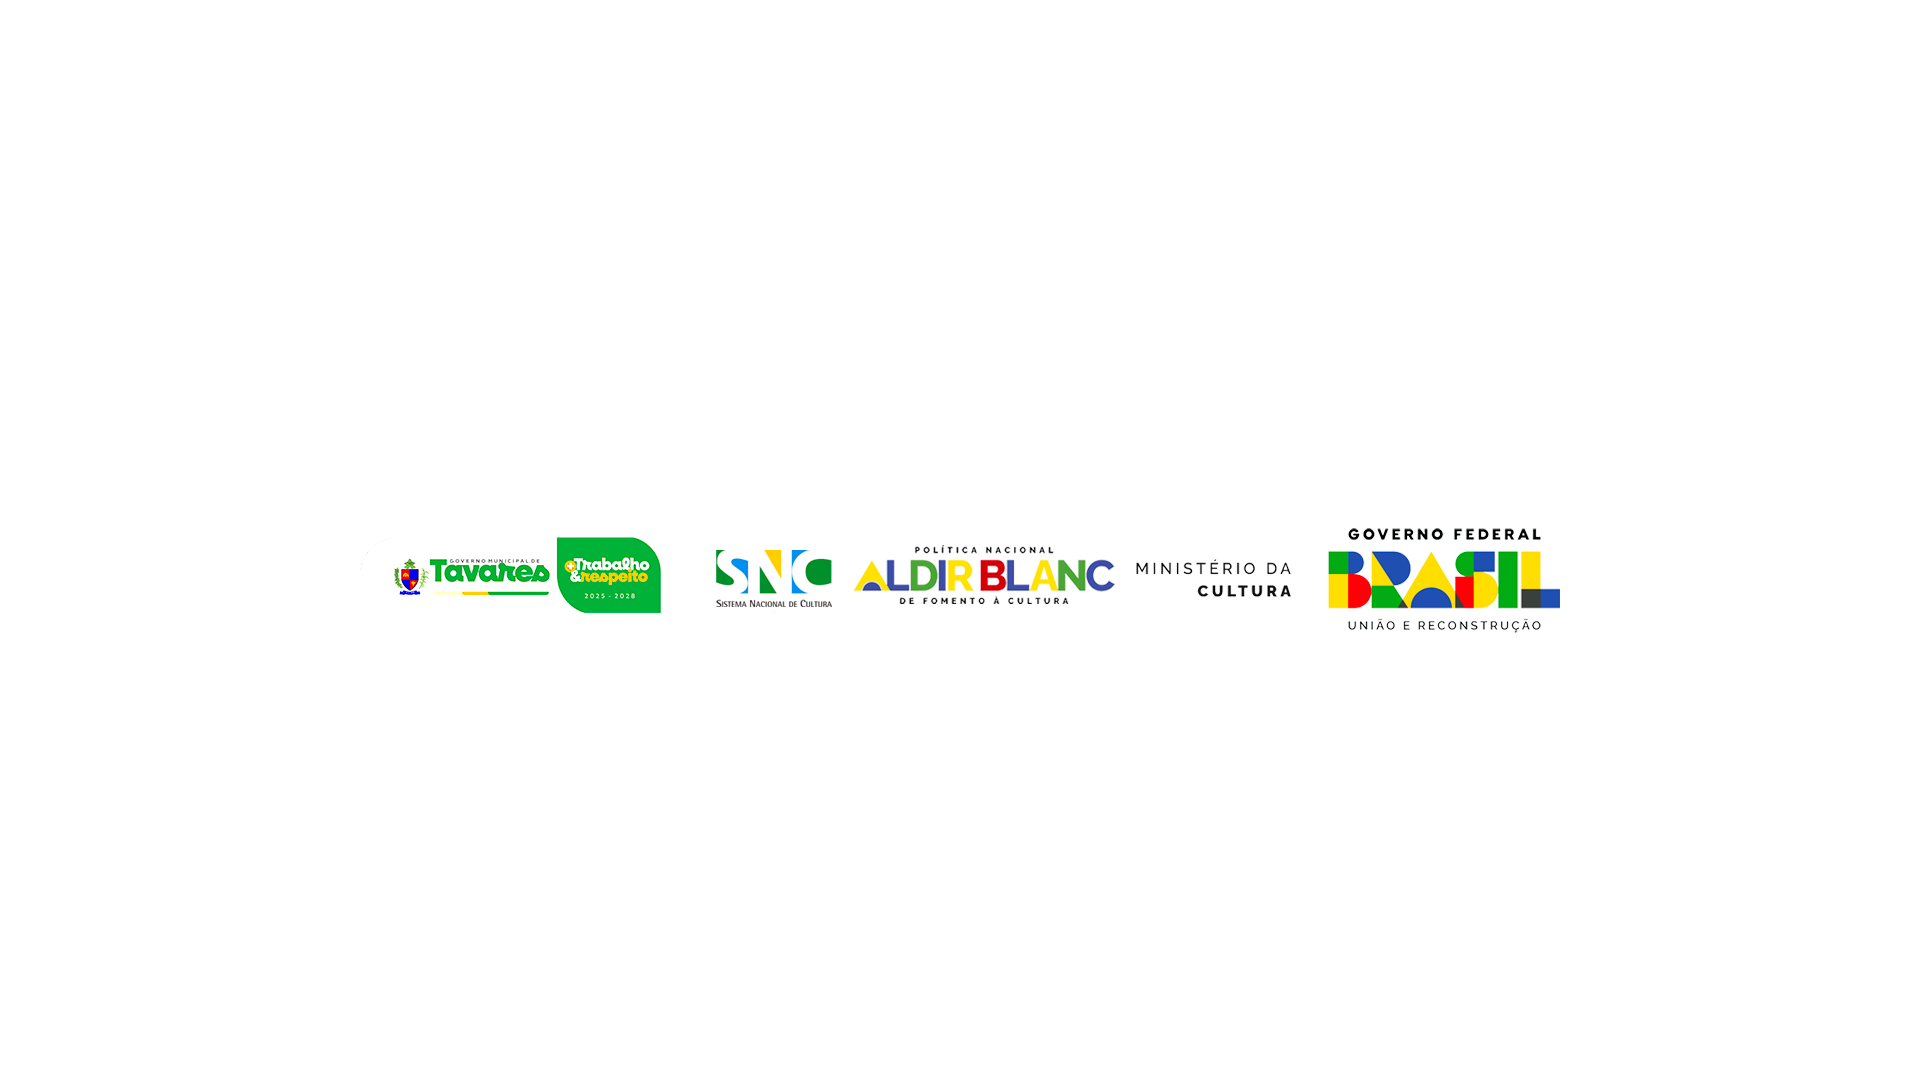 GOVERNO MUNICIPAL DE
Tavares
+Trabalho
&respeito
2025 - 2028
SNC
SISTEMA NACIONAL DE CULTURA
POLÍTICA NACIONAL
ALDIR BLANC
DE FOMENTO À CULTURA
MINISTÉRIO DA
CULTURA
GOVERNO FEDERAL
BRASIL
UNIÃO E RECONSTRUÇÃO